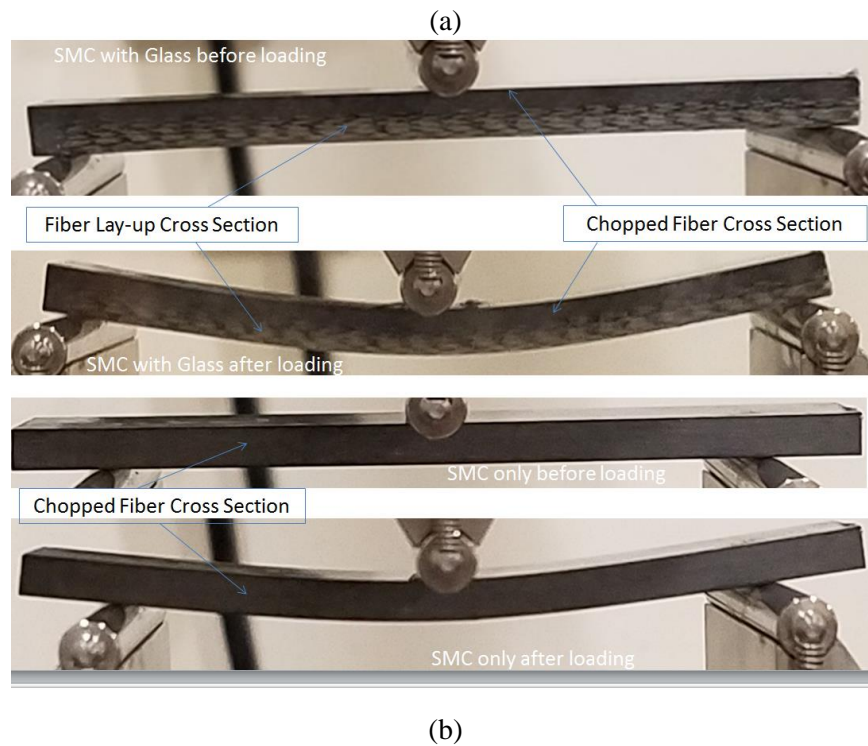 (a)
SMC with Glass before loading
Fiber Lay-up Cross Section
Chopped Fiber Cross Section
SMC with Glass after loading
SMC only before loading
Chopped Fiber Cross Section
SMC only after loading
(b)